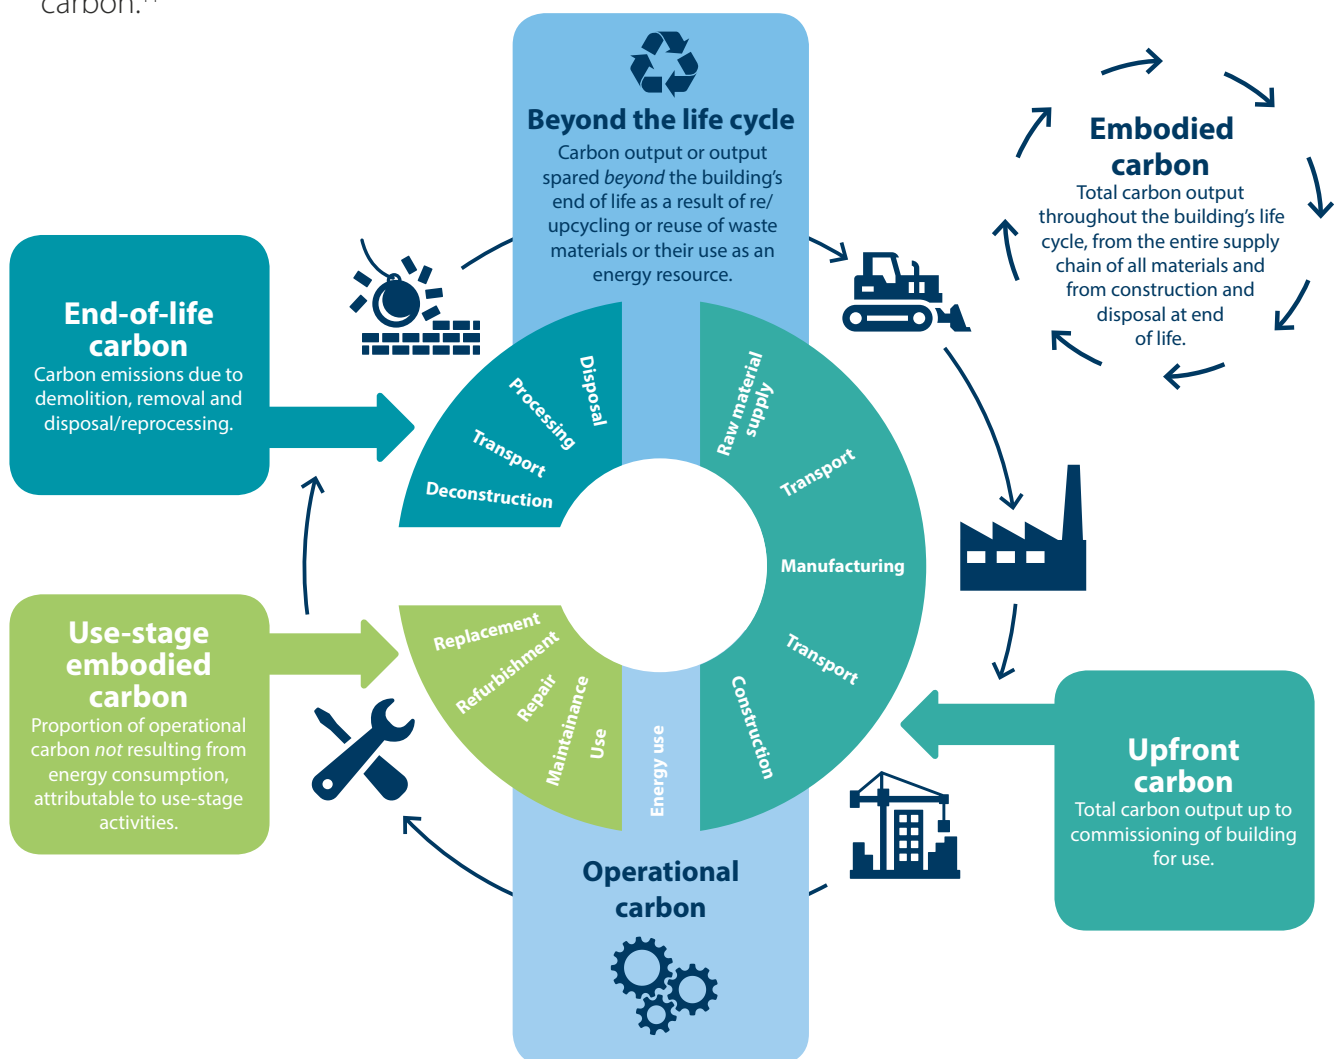 carbon.
Beyond the life cycle
Carbon output or output
spared beyond the building's
end of life as a result of re/
upcycling or reuse of waste
materials or their use as an
energy resource.
Embodied
carbon
Total carbon output
throughout the building's life
cycle, from the entire supply
chain of all materials and
from construction and
disposal at end
of life.
End-of-life
carbon
Carbon emissions due to
demolition, removal and
disposal/reprocessing.
Disposal
Processing
Transport
Deconstruction
Raw material
supply
Transport
Manufacturing
Transport
Construction
Use-stage
embodied
carbon
Proportion of operational
carbon not resulting from
energy consumption,
attributable to use-stage
activities.
Replacement
Refurbishment
Repair
Maintainance
Use
Energy use
Upfront
carbon
Total carbon output up to
commissioning of building
for use.
Operational
carbon